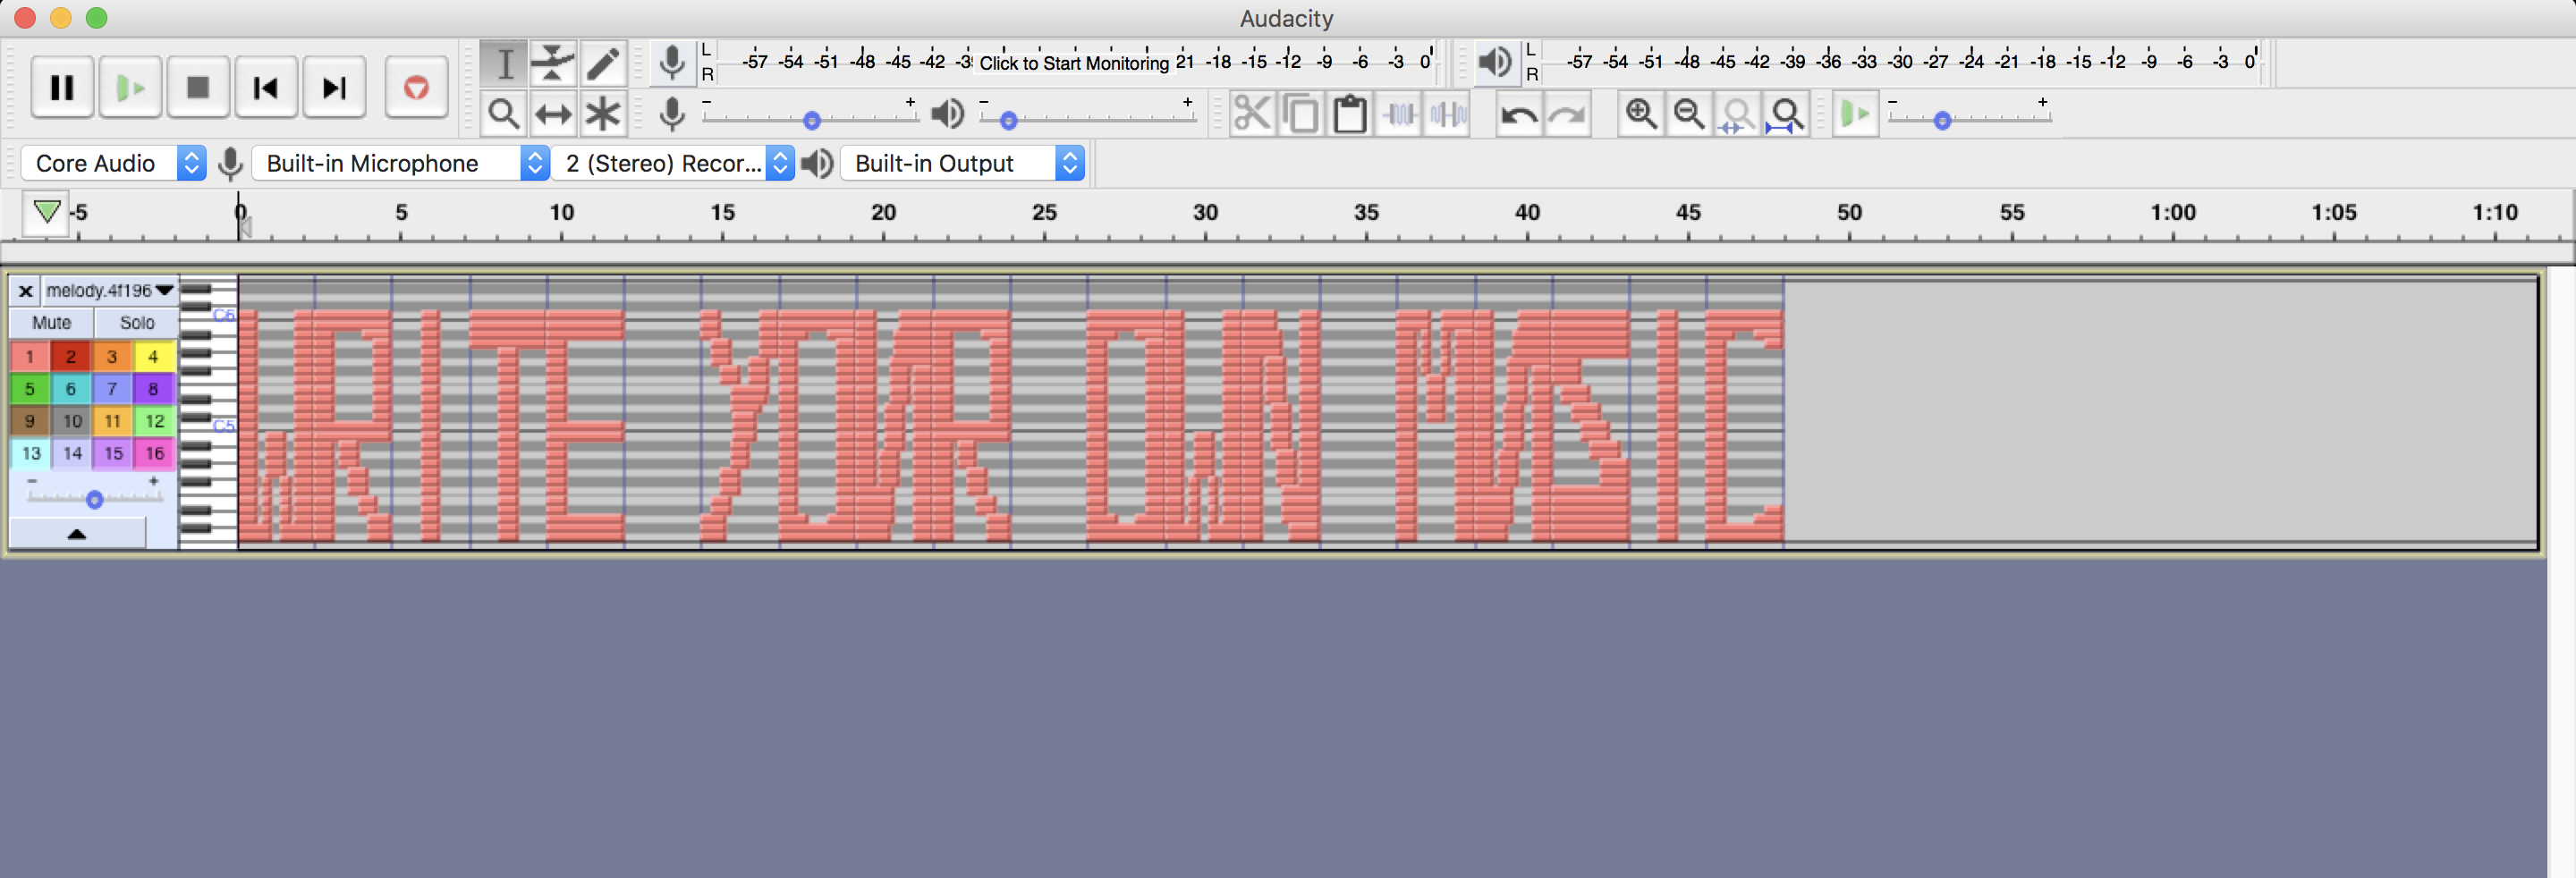 Audacity
L
R
-57 -54 -51 -48 -45 -42 Click to Start Monitoring 21 -18 -15 -12 -9 -6 -3 0
L
R
-57 -54 -51 -48 -45 -42 -39 -36 -33 -30 -27 -24 -21 -18 -15 -12 -9 -6 -3 0
- + - + - +
Core Audio Built-in Microphone 2 (Stereo) Recor... Built-in Output
-5 0 5 10 15 20 25 30 35 40 45 50 55 1:00 1:05 1:10
x melody.4f196
Mute Solo
C6
1 2 3 4
5 6 7 8
9 10 11 12
C5
13 14 15 16
- +
WRITE YOUR OWN MUSIC